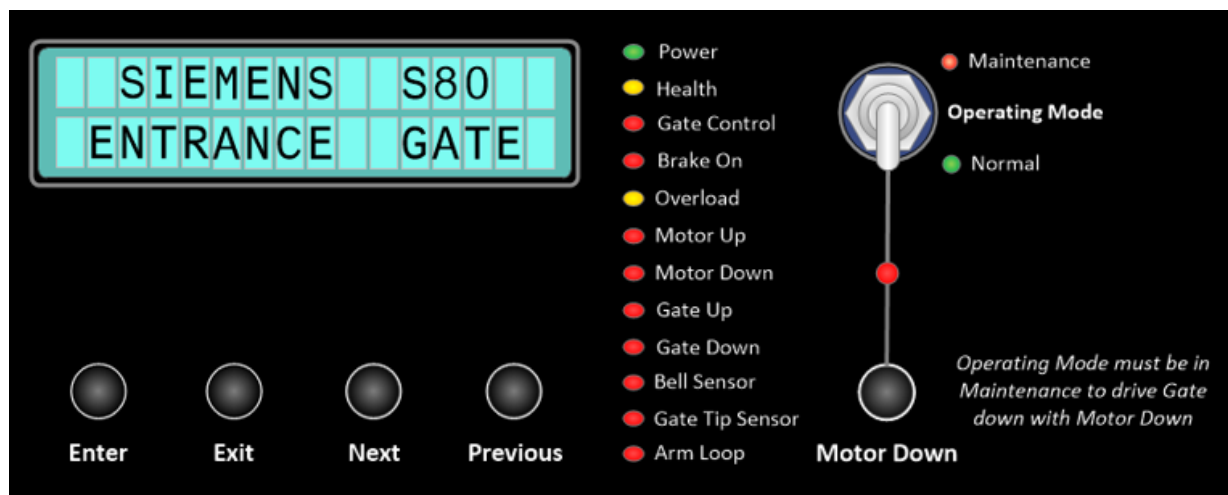 SIEMENS S80
ENTRANCE GATE
Enter
Exit
Next
Previous
Power
Health
Gate Control
Brake On
Overload
Motor Up
Motor Down
Gate Up
Gate Down
Bell Sensor
Gate Tip Sensor
Arm Loop
Maintenance
Operating Mode
Normal
Motor Down
Operating Mode must be in
Maintenance to drive Gate
down with Motor Down